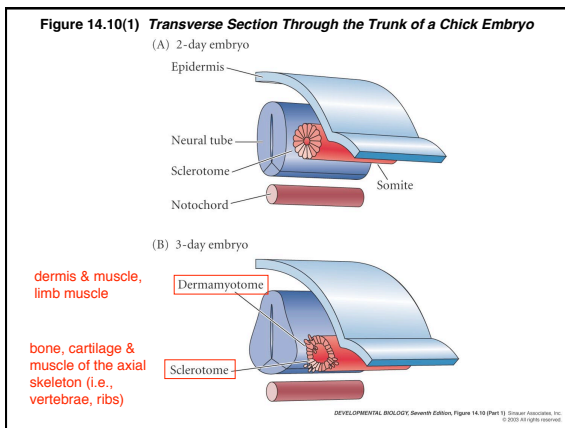 Figure 14.10(1) Transverse Section Through the Trunk of a Chick Embryo
(A) 2-day embryo
Epidermis
Neural tube
Sclerotome
Somite
Notochord
(B) 3-day embryo
dermis & muscle,
limb muscle
Dermamyotome
bone, cartilage &
muscle of the axial
skeleton (i.e.,
vertebrae, ribs)
Sclerotome
DEVELOPMENTAL BIOLOGY, Seventh Edition, Figure 14.10 (Part 1) Sinauer Associates, Inc.
© 2003 All rights reserved.